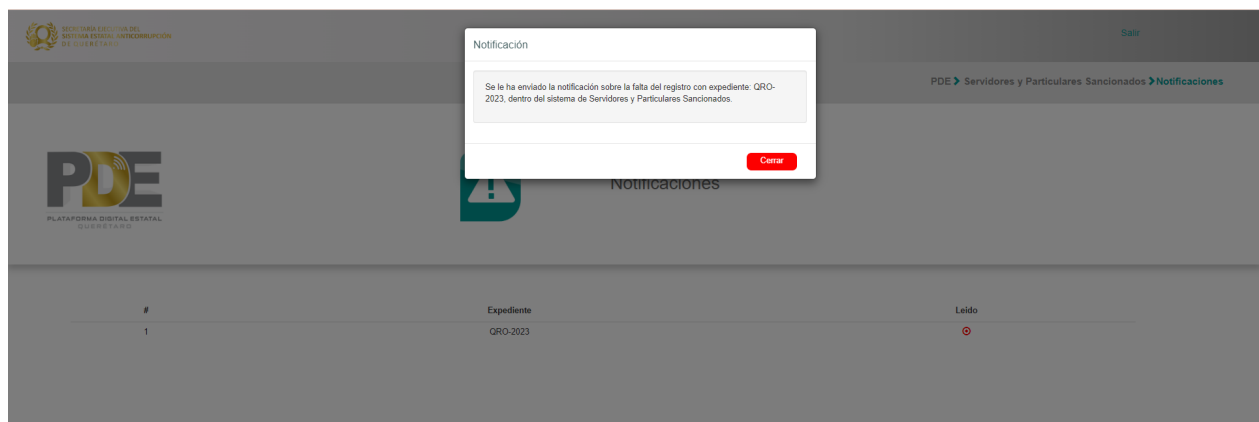 SECRETARÍA EJECUTIVA DEL
SISTEMA ESTATAL ANTICORRUPCIÓN
DE QUERÉTARO
Salir
Notificación
PDE > Servidores y Particulares Sancionados > Notificaciones
Se le ha enviado la notificación sobre la falta del registro con expediente: QRO-
2023, dentro del sistema de Servidores y Particulares Sancionados.
Cerrar
PDE
PLATAFORMA DIGITAL ESTATAL
QUERÉTARO
Notificaciones
# Expediente Leído
1 QRO-2023